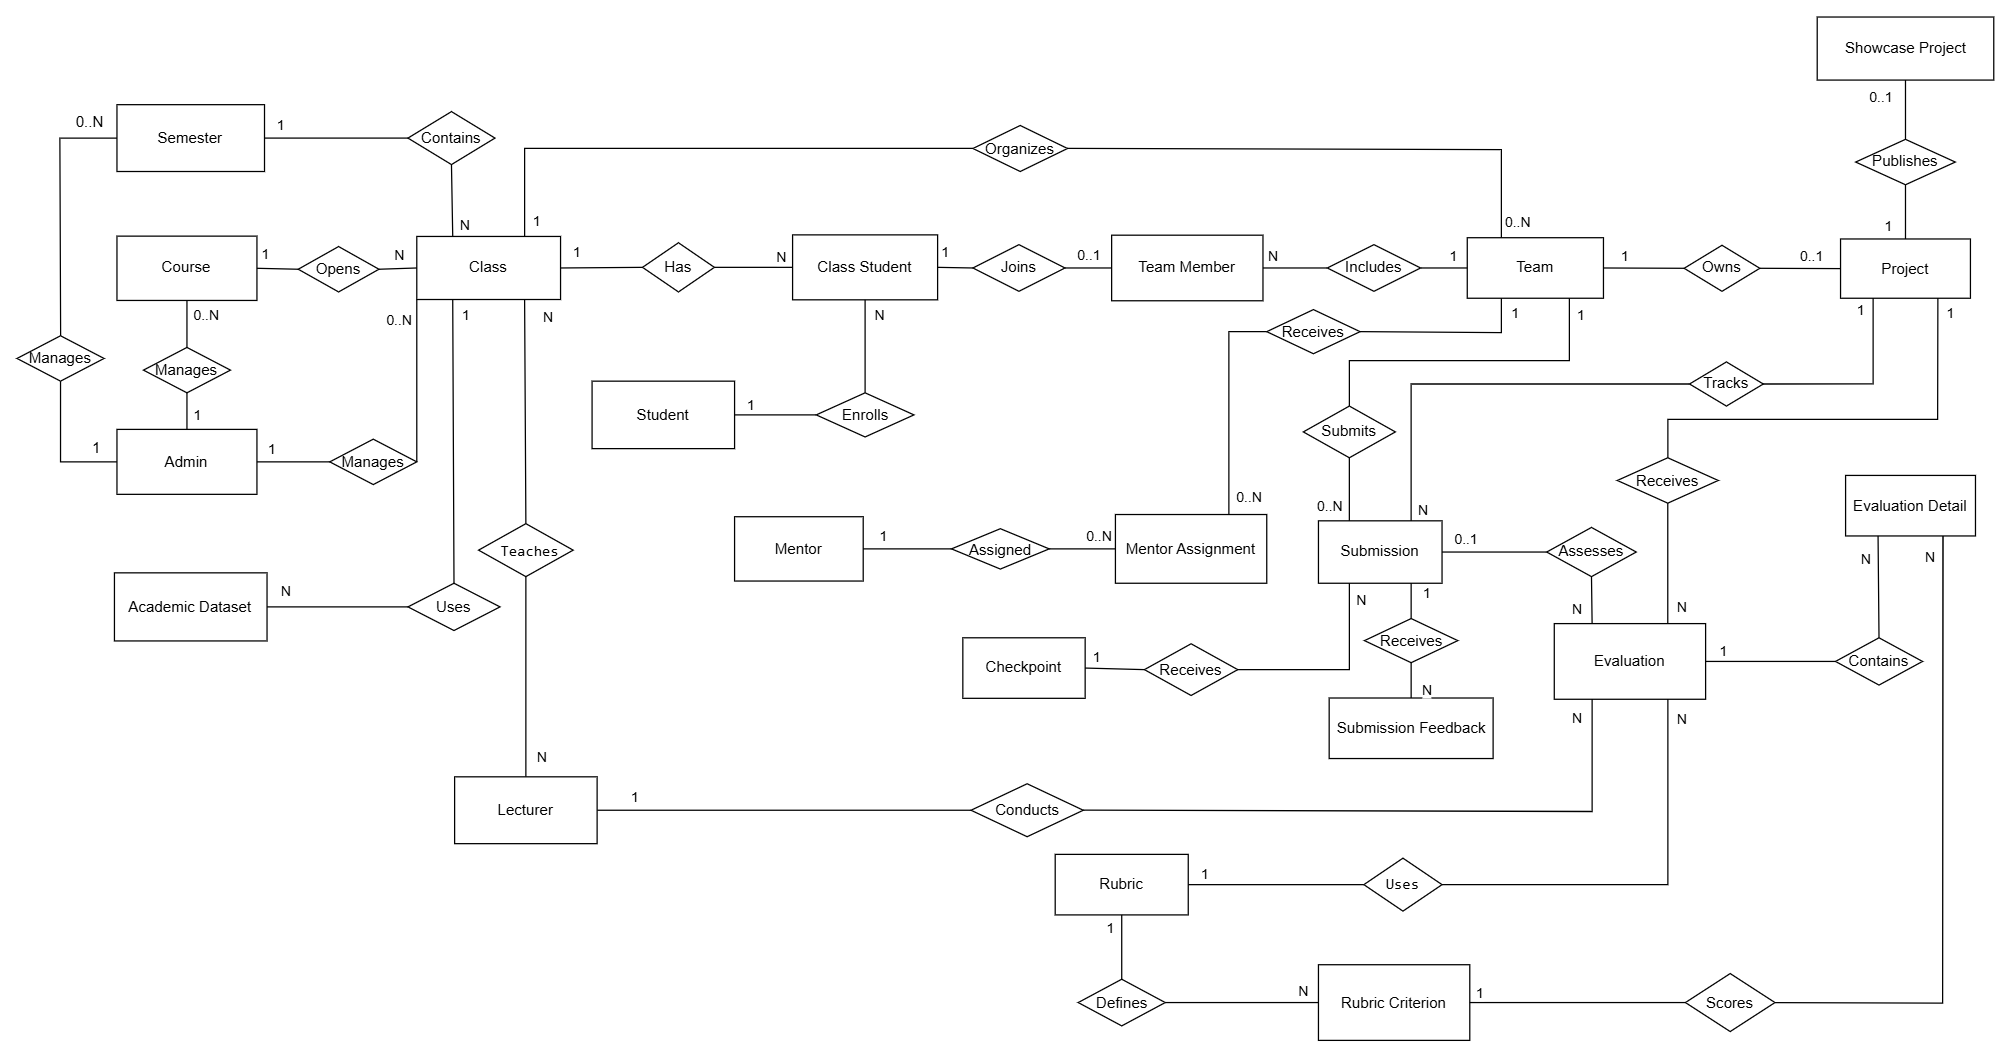 Showcase Project
0..1
Publishes
1
0..N
Semester
1
Contains
N
Organizes
1
0..N
Course
1
Opens
N
Class
1
Has
N
Class Student
1
Joins
0..1
Team Member
N
Includes
1
Team
1
Owns
0..1
Project
0..N
0..N
1
N
N
Receives
1
1
1
1
Manages
Manages
Tracks
1
Student
1
Enrolls
Submits
1
Admin
1
Manages
Receives
0..N
0..N
N
Evaluation Detail
Mentor
1
Assigned
0..N
Mentor Assignment
Submission
0..1
Assesses
N
N
Teaches
Academic Dataset
N
Uses
N
1
N
N
Checkpoint
1
Receives
Receives
Evaluation
1
Contains
N
Submission Feedback
N
N
N
Lecturer
1
Conducts
Rubric
1
Uses
1
Defines
N
Rubric Criterion
1
Scores